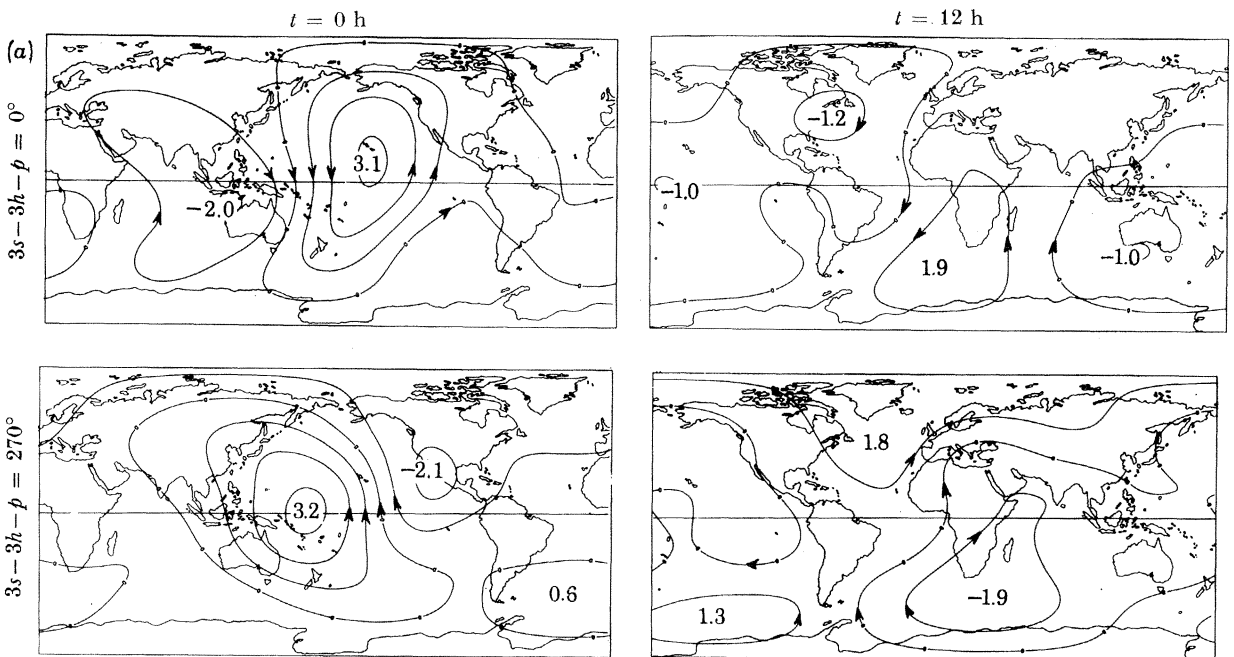 t = 0 h
t = 12 h
(a)
3s − 3h − p = 0°
3.1
−2.0
−1.2
−1.0
1.9
−1.0
3s − 3h − p = 270°
−2.1
3.2
0.6
1.8
−1.9
1.3